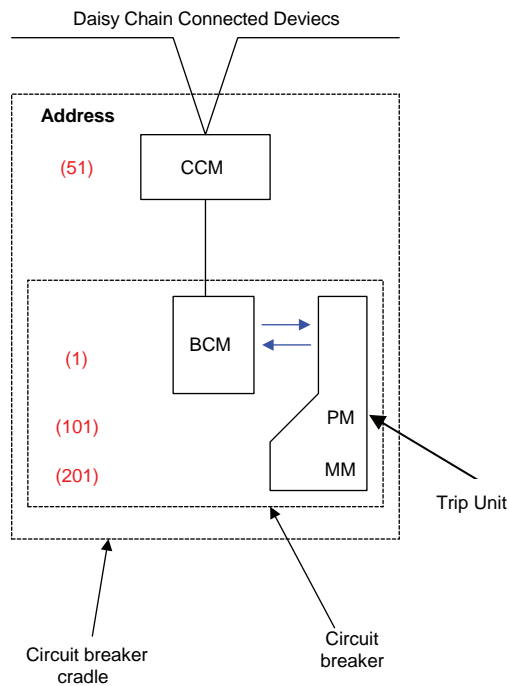 Daisy Chain Connected Deviecs
Address
(51)
CCM
BCM
(1)
(101)
PM
(201)
MM
Trip Unit
Circuit breaker
cradle
Circuit
breaker